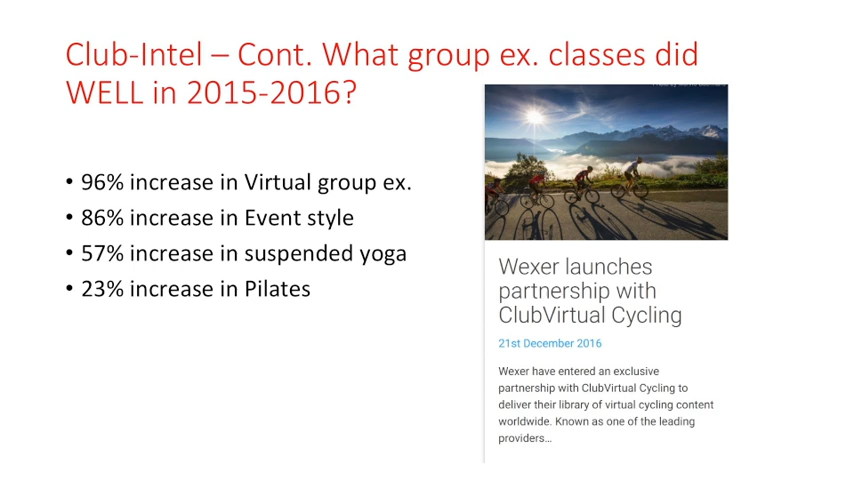 Club-Intel – Cont. What group ex. classes did
WELL in 2015-2016?
• 96% increase in Virtual group ex.
• 86% increase in Event style
• 57% increase in suspended yoga
• 23% increase in Pilates
Wexer launches
partnership with
ClubVirtual Cycling
21st December 2016
Wexer have entered an exclusive
partnership with ClubVirtual Cycling to
deliver their library of virtual cycling content
worldwide. Known as one of the leading
providers...